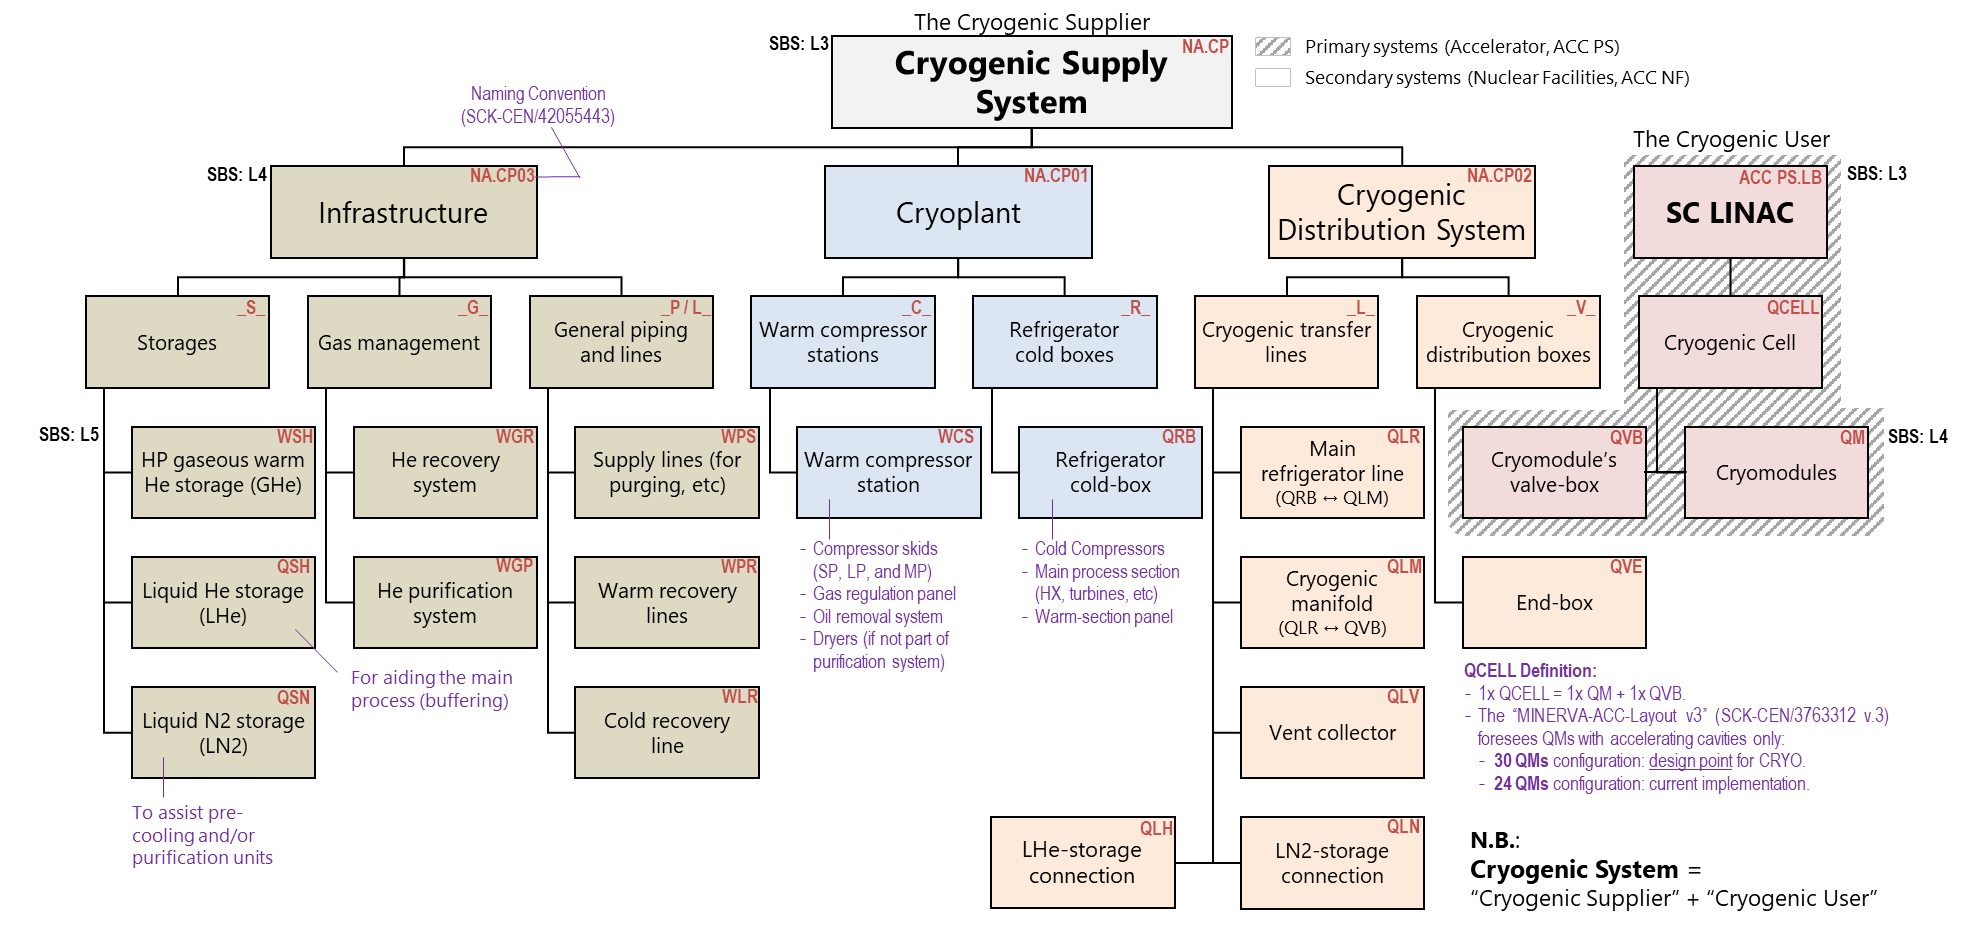 The Cryogenic Supplier
SBS: L3
NA.CP
Cryogenic Supply
System
Primary systems (Accelerator, ACC PS)
Secondary systems (Nuclear Facilities, ACC NF)
Naming Convention
(SCK-CEN/42055443)
The Cryogenic User
SBS: L4
NA.CP03
Infrastructure
NA.CP01
Cryoplant
NA.CP02
Cryogenic
Distribution System
ACC PS.LB
SC LINAC
SBS: L3
_S_
Storages
_G_
Gas management
_P / L_
General piping
and lines
_C_
Warm compressor
stations
_R_
Refrigerator
cold boxes
_L_
Cryogenic transfer
lines
_V_
Cryogenic
distribution boxes
QCELL
Cryogenic Cell
SBS: L5
WSH
HP gaseous warm
He storage (GHe)
WGR
He recovery
system
WPS
Supply lines (for
purging, etc)
WCS
Warm compressor
station
QRB
Refrigerator
cold-box
QLR
Main
refrigerator line
(QRB ↔ QLM)
QVB
Cryomodule's
valve-box
QM
Cryomodules
SBS: L4
- Compressor skids
(SP, LP, and MP)
- Gas regulation panel
- Oil removal system
- Dryers (if not part of
purification system)
- Cold Compressors
- Main process section
(HX, turbines, etc)
- Warm-section panel
QSH
Liquid He storage
(LHe)
WGP
He purification
system
WPR
Warm recovery
lines
QLM
Cryogenic
manifold
(QLR ↔ QVB)
QVE
End-box
For aiding the main
process (buffering)
QSN
Liquid N2 storage
(LN2)
WLR
Cold recovery
line
QLV
Vent collector
QCELL Definition:
- 1x QCELL = 1x QM + 1x QVB.
- The “MINERVA-ACC-Layout v3” (SCK-CEN/3763312 v.3)
foresees QMs with accelerating cavities only:
- 30 QMs configuration: design point for CRYO.
- 24 QMs configuration: current implementation.
To assist pre-
cooling and/or
purification units
QLH
LHe-storage
connection
QLN
LN2-storage
connection
N.B.:
Cryogenic System =
“Cryogenic Supplier” + “Cryogenic User”